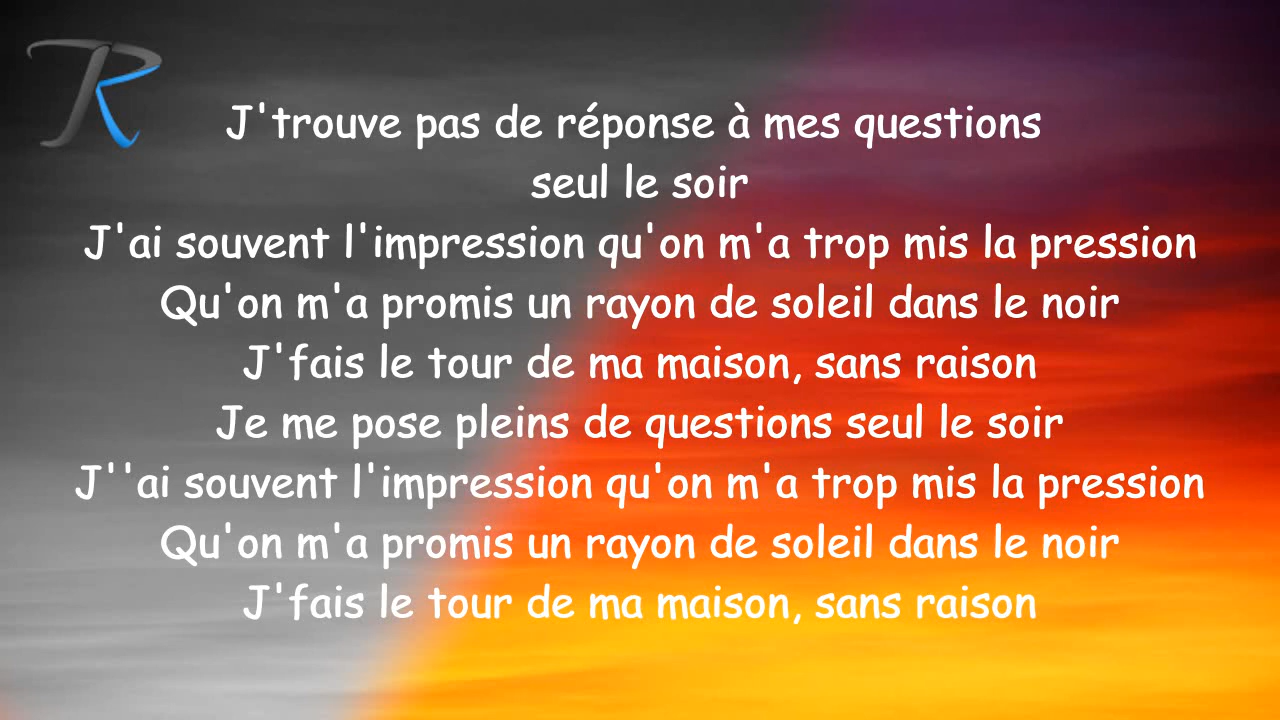 R
J'trouve pas de réponse à mes questions
seul le soir
J'ai souvent l'impression qu'on m'a trop mis la pression
Qu'on m'a promis un rayon de soleil dans le noir
J'fais le tour de ma maison, sans raison
Je me pose pleins de questions seul le soir
J''ai souvent l'impression qu'on m'a trop mis la pression
Qu'on m'a promis un rayon de soleil dans le noir
J'fais le tour de ma maison, sans raison